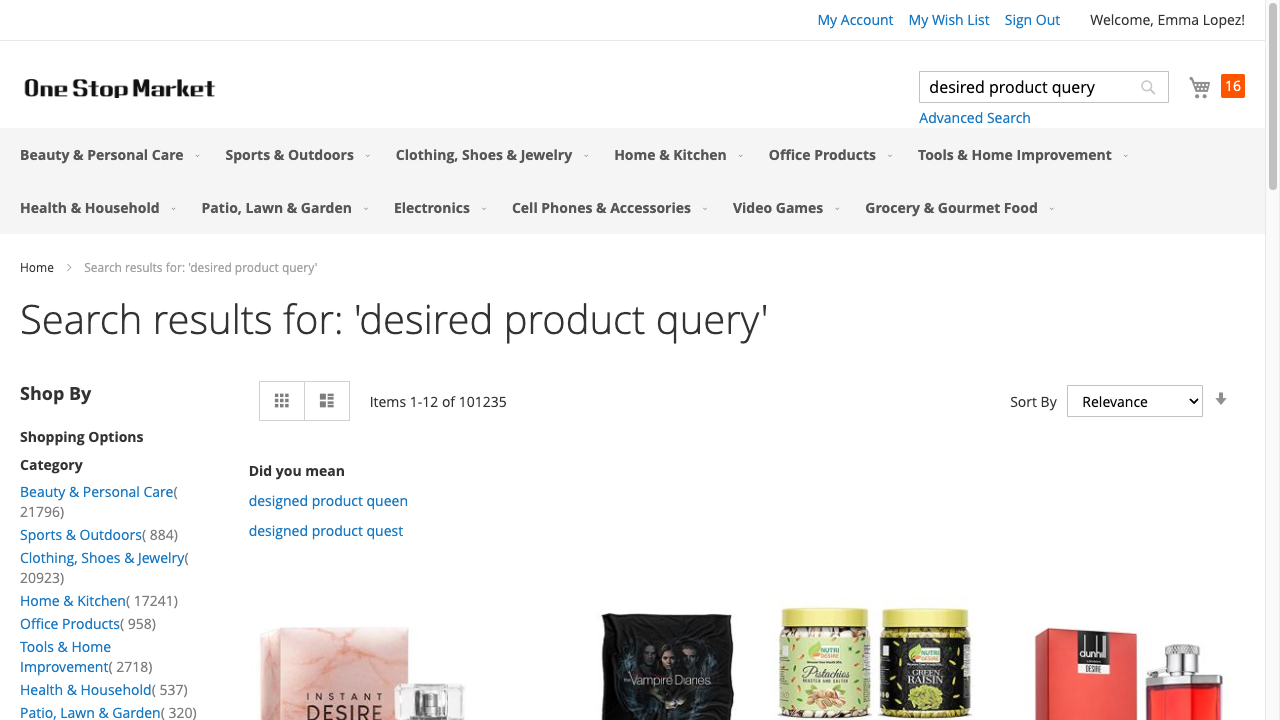 My Account My Wish List Sign Out Welcome, Emma Lopez!
One Stop Market
desired product query
16
Advanced Search
Beauty & Personal Care Sports & Outdoors Clothing, Shoes & Jewelry Home & Kitchen Office Products Tools & Home Improvement
Health & Household Patio, Lawn & Garden Electronics Cell Phones & Accessories Video Games Grocery & Gourmet Food
Home Search results for: 'desired product query'
Search results for: 'desired product query'
Shop By
Items 1-12 of 101235
Sort By Relevance
Shopping Options
Category
Beauty & Personal Care( 21796)
Sports & Outdoors( 884)
Clothing, Shoes & Jewelry( 20923)
Home & Kitchen( 17241)
Office Products( 958)
Tools & Home
Improvement( 2718)
Health & Household( 537)
Patio, Lawn & Garden( 320)
Did you mean
designed product queen
designed product quest
INSTANT
DESIRE
the Vampire Diaries
NUTRI
DESIRE
Pistachios
ROASTED AND SALTED
NUTRI
DESIRE
GREEN
RAISIN
dunhill
DESIRE